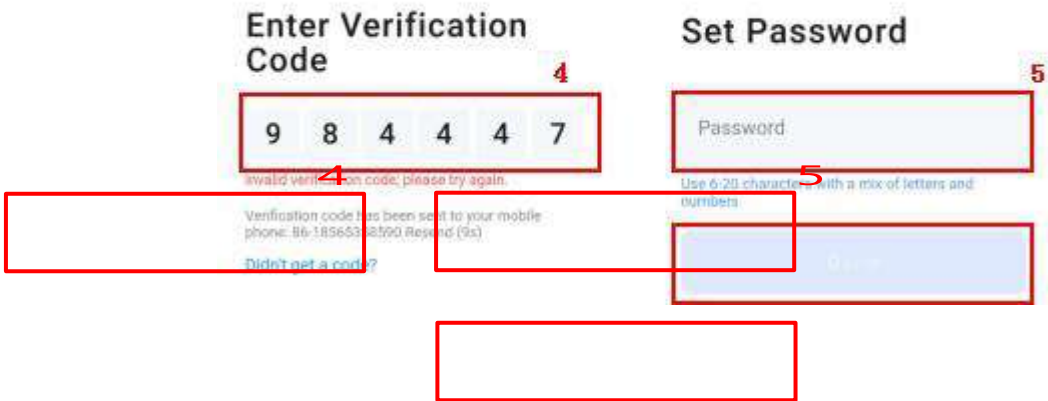 Enter Verification
Code
4
9 8 4 4 4 7
Invalid verification code, please try again.
4
Verification code has been sent to your mobile
phone: 86-18565 8590 Resend (9s)
Didn't get a code?
Set Password
5
Password
5
Use 6-20 characters with a mix of letters and
numbers